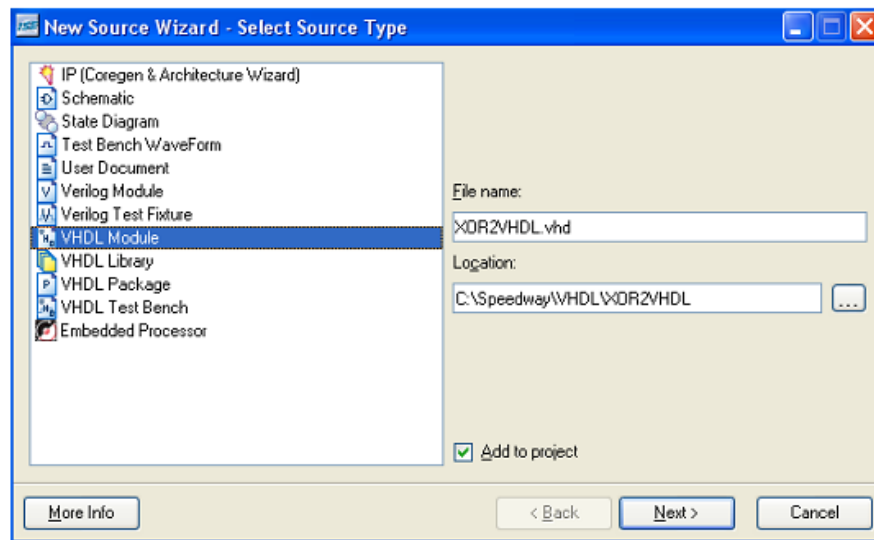 ISE New Source Wizard - Select Source Type
IP (Coregen & Architecture Wizard)
Schematic
State Diagram
Test Bench WaveForm
User Document
Verilog Module
Verilog Test Fixture
VHDL Module
VHDL Library
VHDL Package
VHDL Test Bench
Embedded Processor
File name:
XOR2VHDL.vhd
Location:
C:\Speedway\VHDL\XOR2VHDL
...
Add to project
More Info
< Back
Next >
Cancel